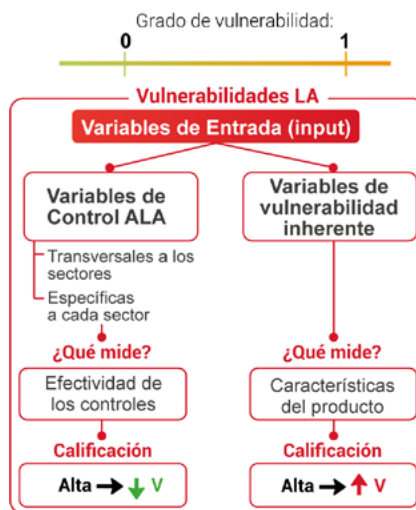 Grado de vulnerabilidad:
0 1
Vulnerabilidades LA
Variables de Entrada (input)
Variables de
Control ALA
Transversales a los
sectores
Específicas
a cada sector
¿Qué mide?
Efectividad de
los controles
Calificación
Alta → ↓ V
Variables de
vulnerabilidad
inherente
¿Qué mide?
Características
del producto
Calificación
Alta → ↑ V